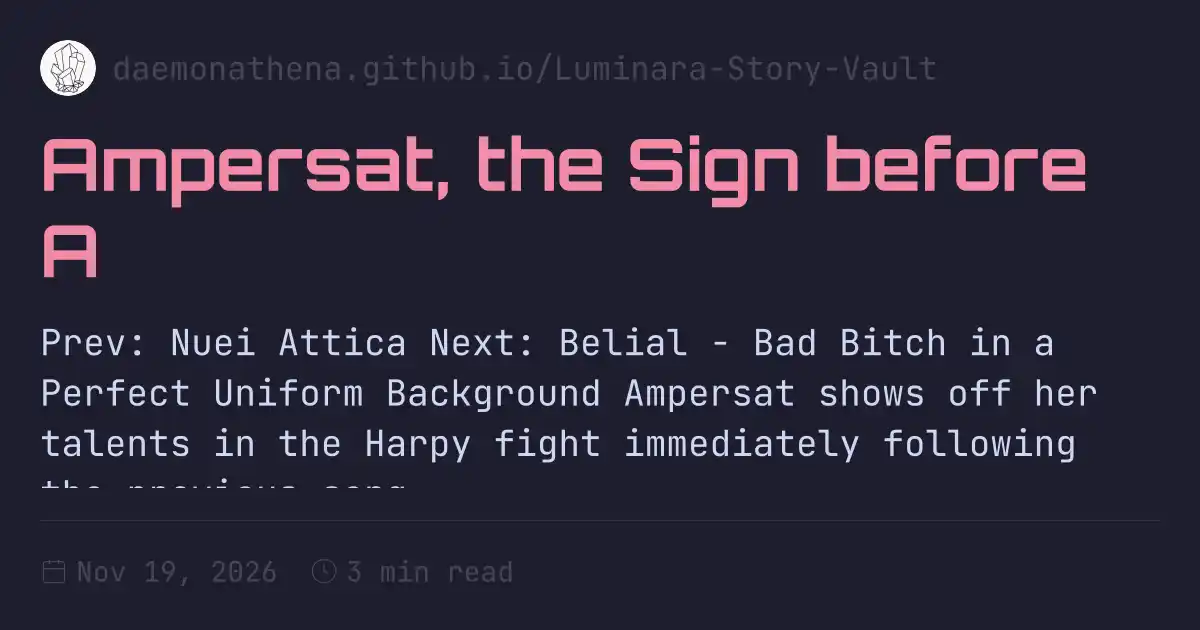 daemonathena.github.io/Luminara-Story-Vault
Ampersat, the Sign before
A
Prev: Nuei Attica Next: Belial - Bad Bitch in a
Perfect Uniform Background Ampersat shows off her
talents in the Harpy fight immediately following
Nov 19, 2026 3 min read